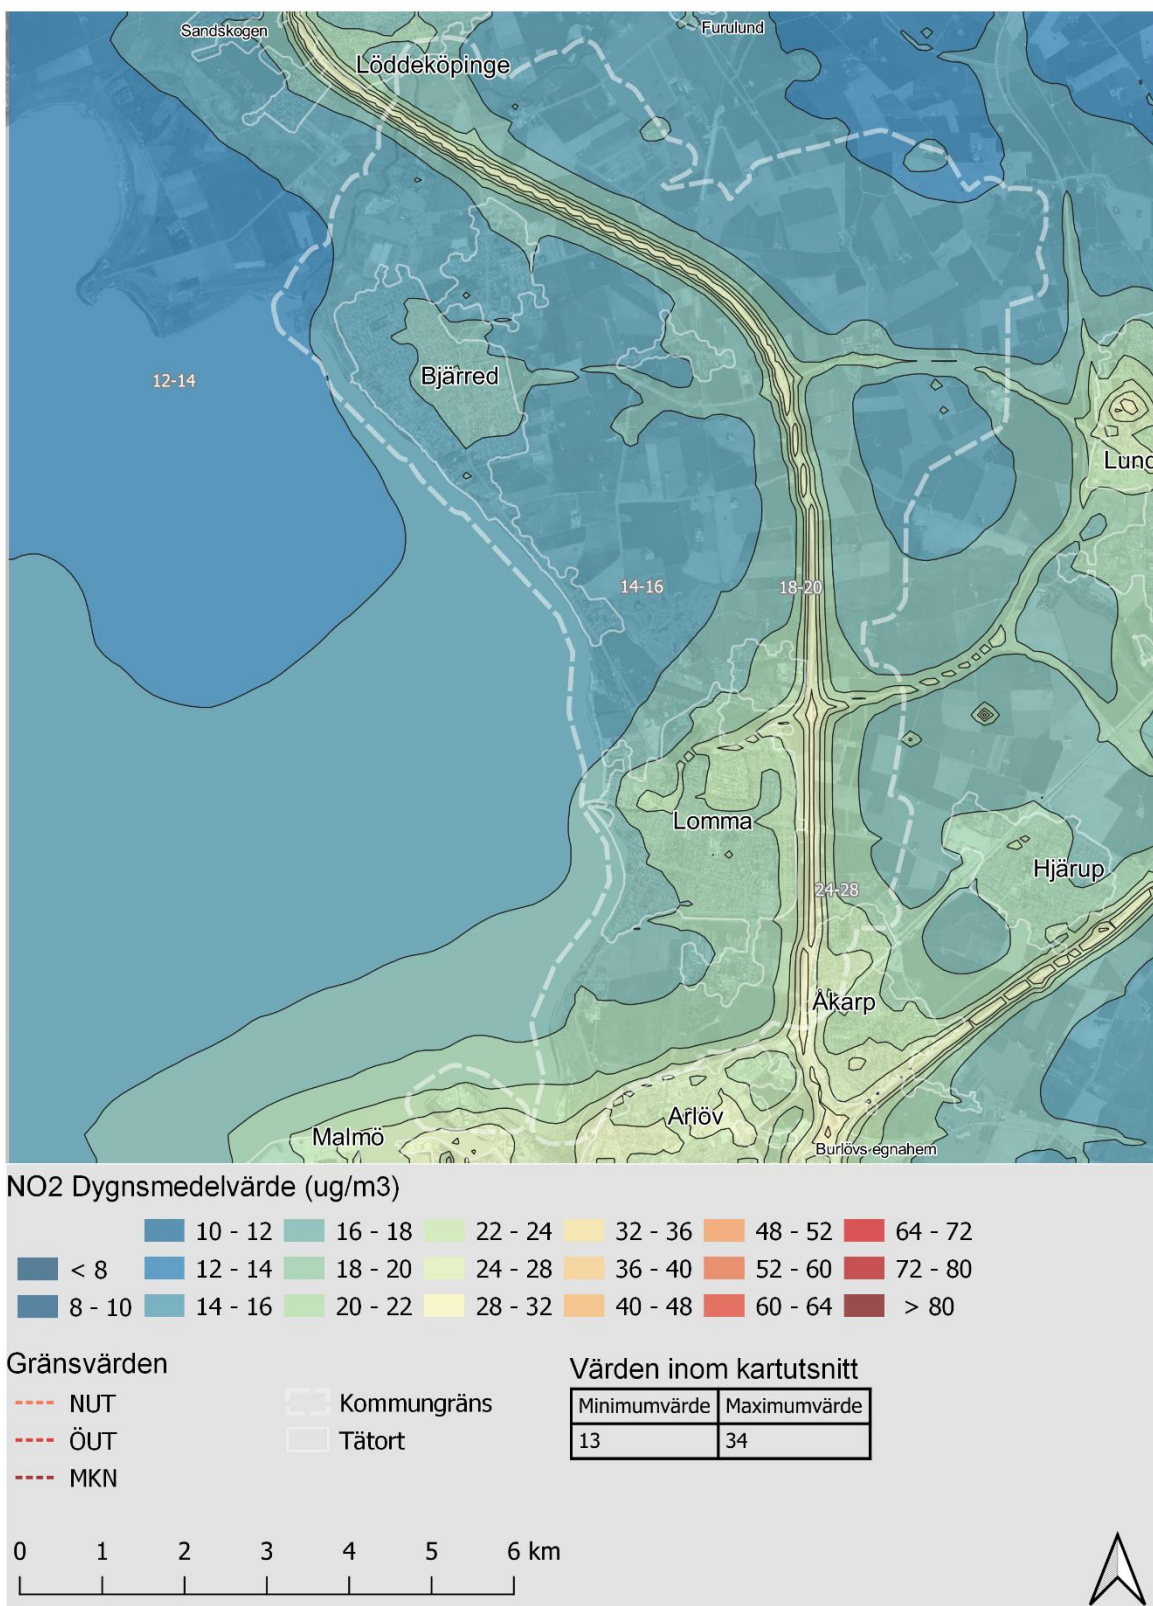 Sandskogen
Furulund
Löddeköpinge
12-14
Bjärred
Lund
14-16
18-20
Lomma
24-28
Hjärup
Åkarp
Arlöv
Malmö
Burlövs egnahem
NO2 Dygnsmedelvärde (ug/m3)
10 - 12 16 - 18 22 - 24 32 - 36 48 - 52 64 - 72
< 8 12 - 14 18 - 20 24 - 28 36 - 40 52 - 60 72 - 80
8 - 10 14 - 16 20 - 22 28 - 32 40 - 48 60 - 64 > 80
Gränsvärden
NUT
ÖUT
MKN
Kommungräns
Tätort
Värden inom kartutsnitt
Minimumvärde Maximumvärde
13 34
0 1 2 3 4 5 6 km